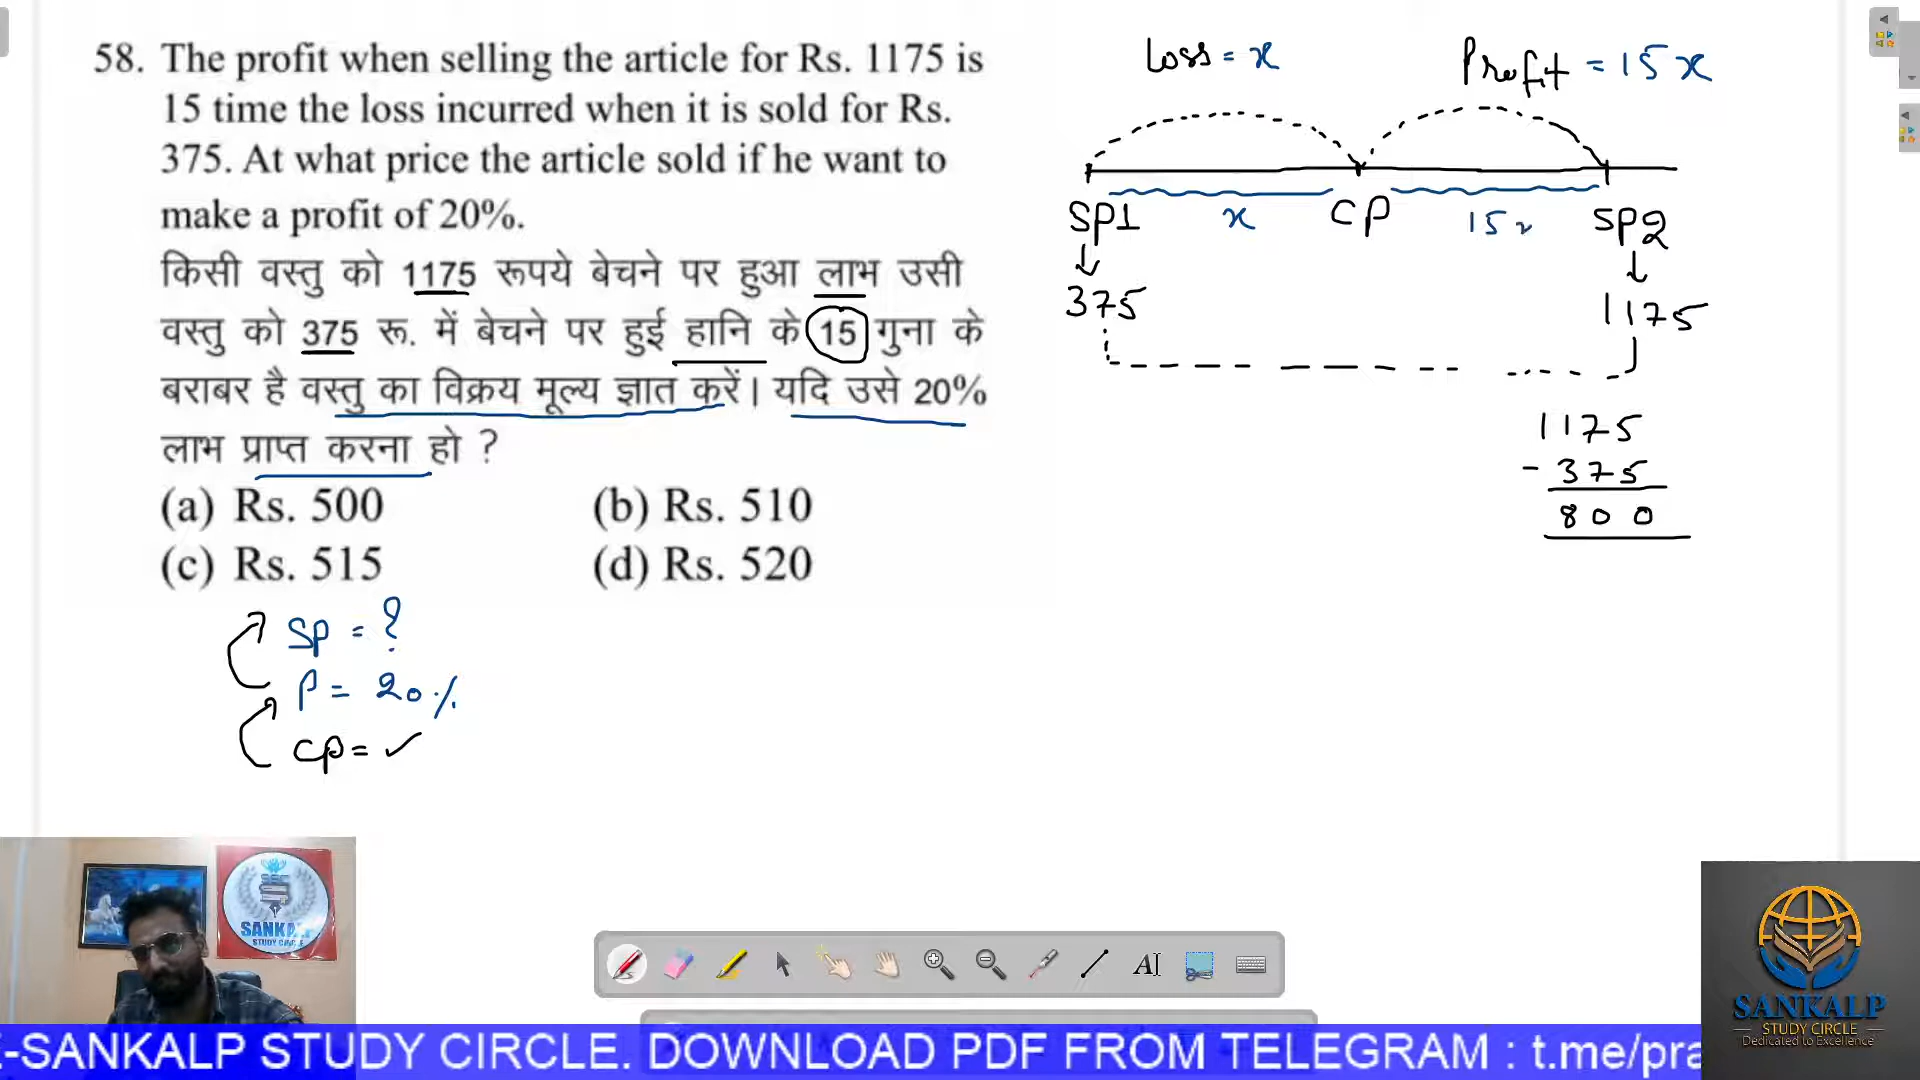 58. The profit when selling the article for Rs. 1175 is
15 time the loss incurred when it is sold for Rs.
375. At what price the article sold if he want to
make a profit of 20%.
किसी वस्तु को 1175 रूपये बेचने पर हुआ लाभ उसी
वस्तु को 375 रू. में बेचने पर हुई हानि के 15 गुना के
बराबर है वस्तु का विक्रय मूल्य ज्ञात करें। यदि उसे 20%
लाभ प्राप्त करना हो ?
(a) Rs. 500 (b) Rs. 510
(c) Rs. 515 (d) Rs. 520
SP = ?
P = 20%
CP = ✓
Loss = x Profit = 15x
SP1 x CP 15x SP2
375 1175
1175
- 375
800
SEC
SANKALP
STUDY CIRCLE
AI
E-SANKALP STUDY CIRCLE. DOWNLOAD PDF FROM TELEGRAM : t.me/pra
SANKALP
STUDY CIRCLE
Dedicated to Excellence